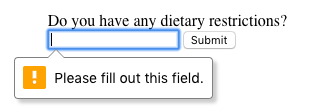 Do you have any dietary restrictions?
Submit
Please fill out this field.